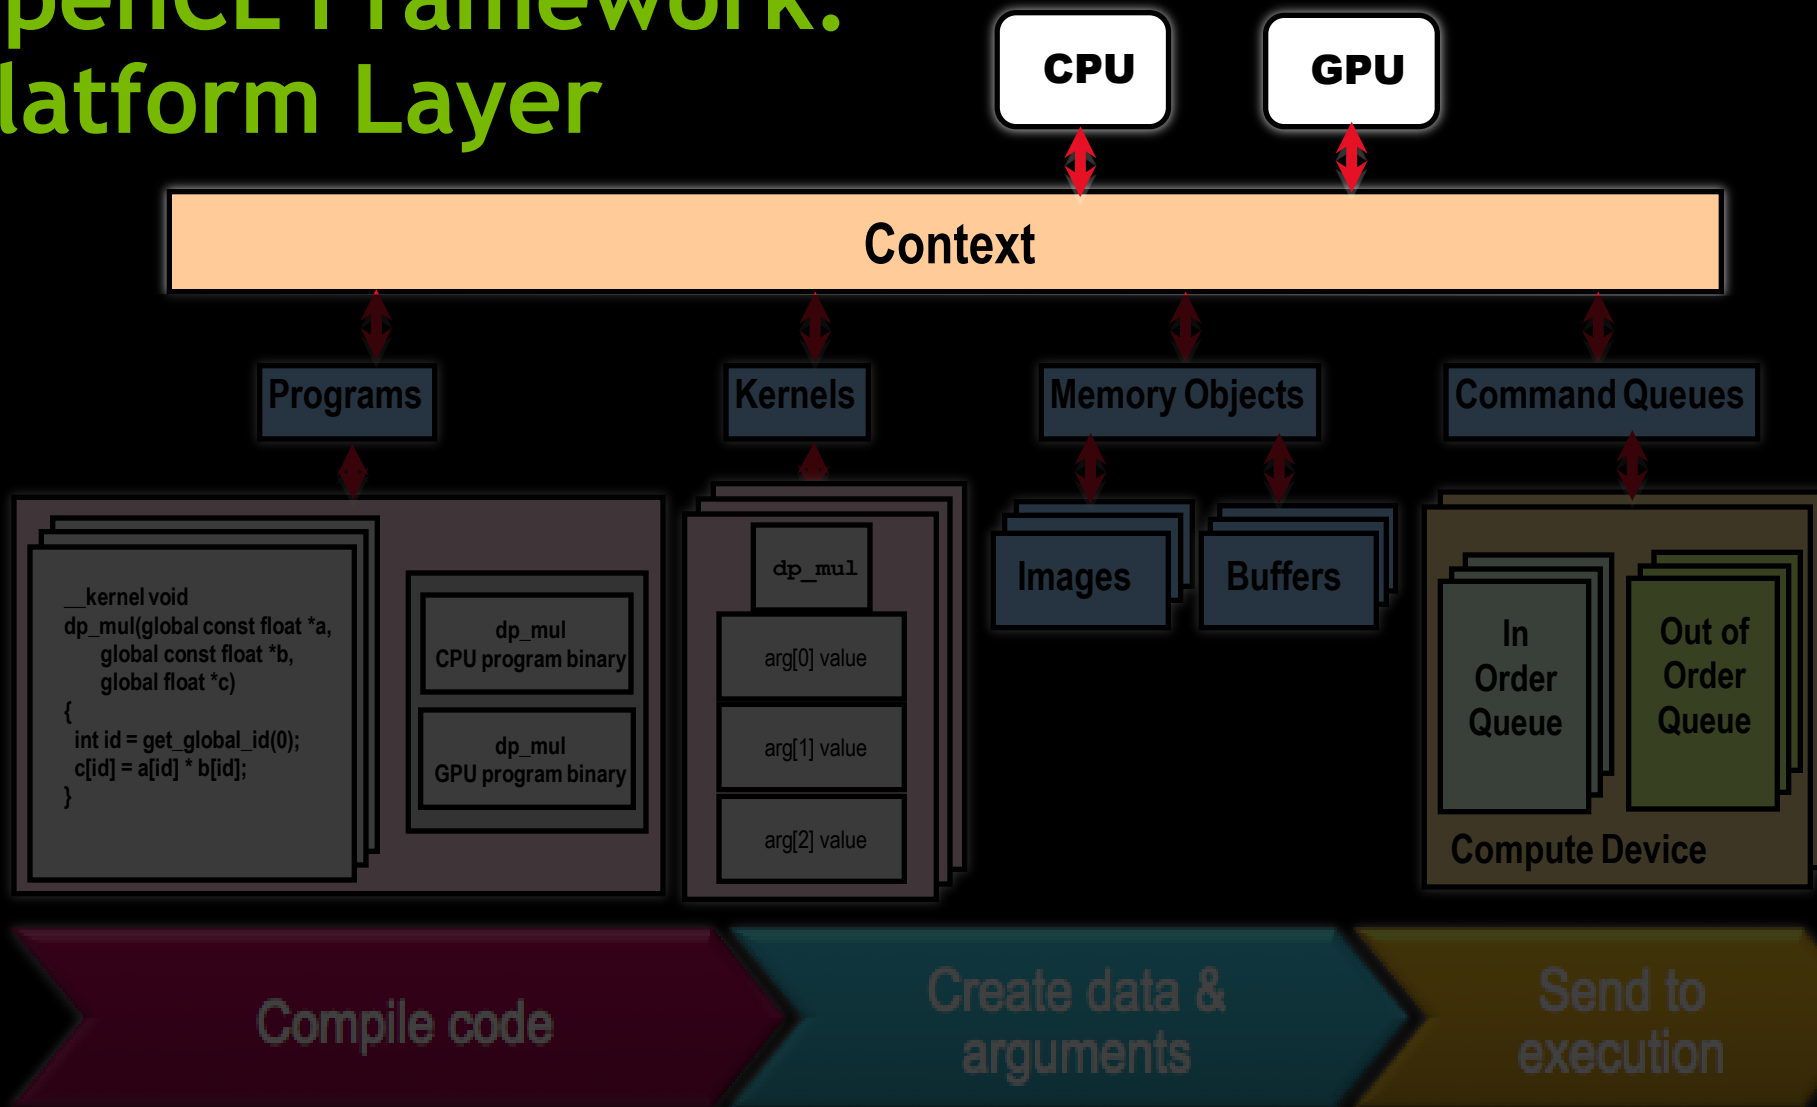 penCL Framework:
latform Layer
CPU
GPU
Context
Programs
Kernels
Memory Objects
Command Queues
__kernel void
dp_mul(global const float *a,
global const float *b,
global float *c)
{
int id = get_global_id(0);
c[id] = a[id] * b[id];
}
dp_mul
CPU program binary
dp_mul
GPU program binary
dp_mul
arg[0] value
arg[1] value
arg[2] value
Images
Buffers
In
Order
Queue
Out of
Order
Queue
Compute Device
Compile code
Create data &
arguments
Send to
execution